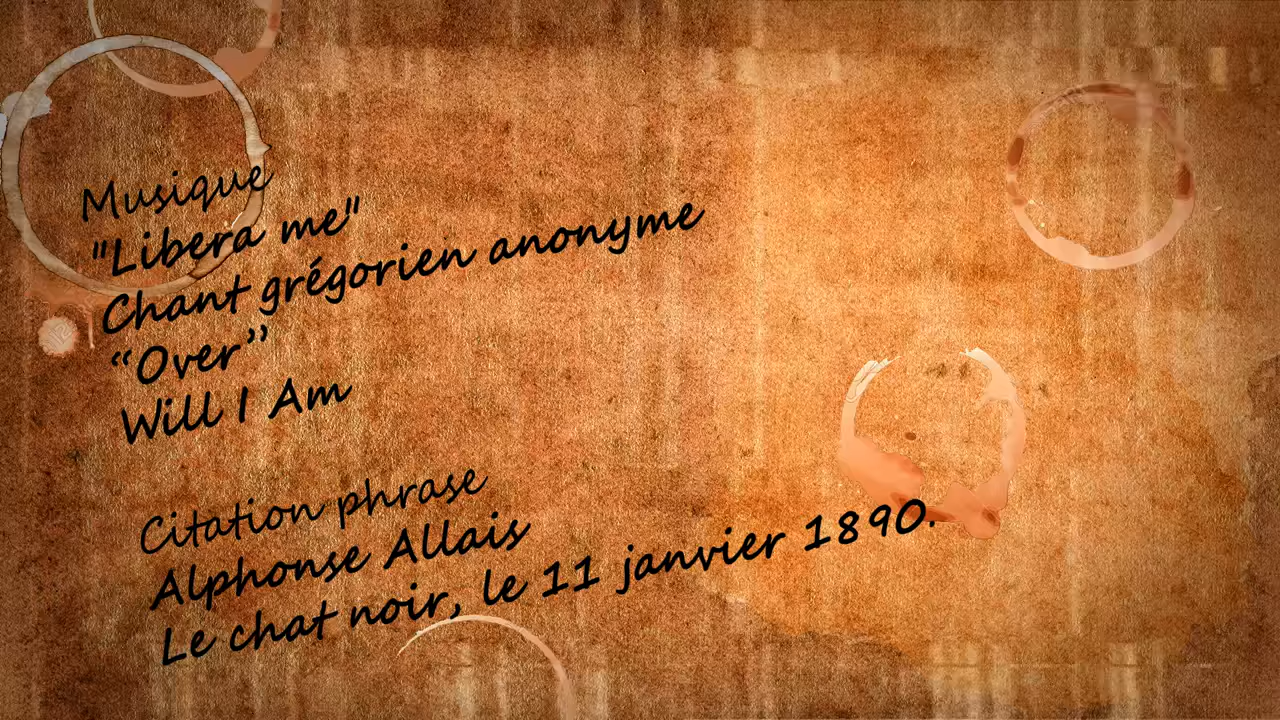 Musique
"Libera me"
Chant grégorien anonyme
“Over”
Will I Am
Citation phrase
Alphonse Allais
Le chat noir, le 11 janvier 1890.